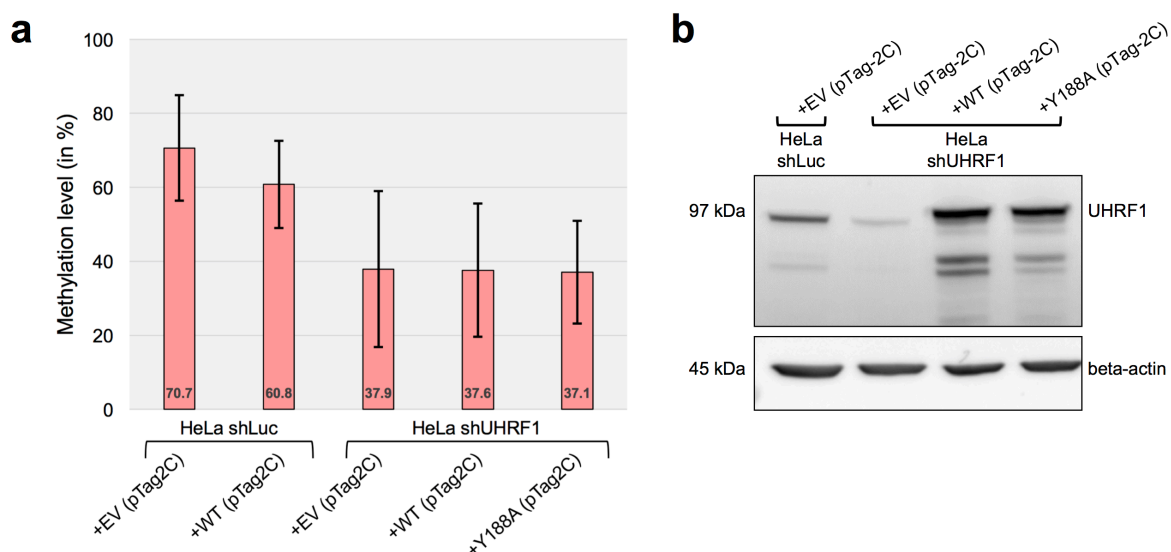 a
100
80
60
40
20
0
Methylation level (in %)
70.7
60.8
37.9
37.6
37.1
HeLa shLuc
HeLa shUHRF1
+EV (pTag2C)
+WT (pTag2C)
+EV (pTag2C)
+WT (pTag2C)
+Y188A (pTag2C)
b
+EV (pTag-2C)
+EV (pTag-2C)
+WT (pTag-2C)
+Y188A (pTag-2C)
HeLa
shLuc
HeLa
shUHRF1
97 kDa
UHRF1
45 kDa
beta-actin